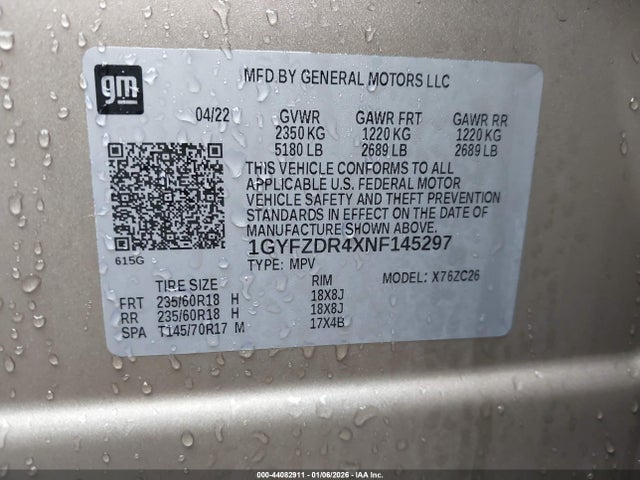 gm
MFD.BY GENERAL MOTORS LLC
04/22 GVWR GAWR FRT GAWR RR
2350 KG 1220 KG 1220 KG
5180 LB 2689 LB 2689 LB
THIS VEHICLE CONFORMS TO ALL
APPLICABLE U.S. FEDERAL MOTOR
VEHICLE SAFETY AND THEFT PREVENTION
STANDARDS IN EFFECT ON THE DATE OF
MANUFACTURE SHOWN ABOVE.
1GYFZDR4XNF145297
615G TYPE: MPV
MODEL: X76ZC26
TIRE SIZE RIM
FRT 235/60R18 H 18X8J
RR 235/60R18 H 18X8J
SPA T145/70R17 M 17X4B
000-44082911 - 01/06/2026 - IAA Inc.